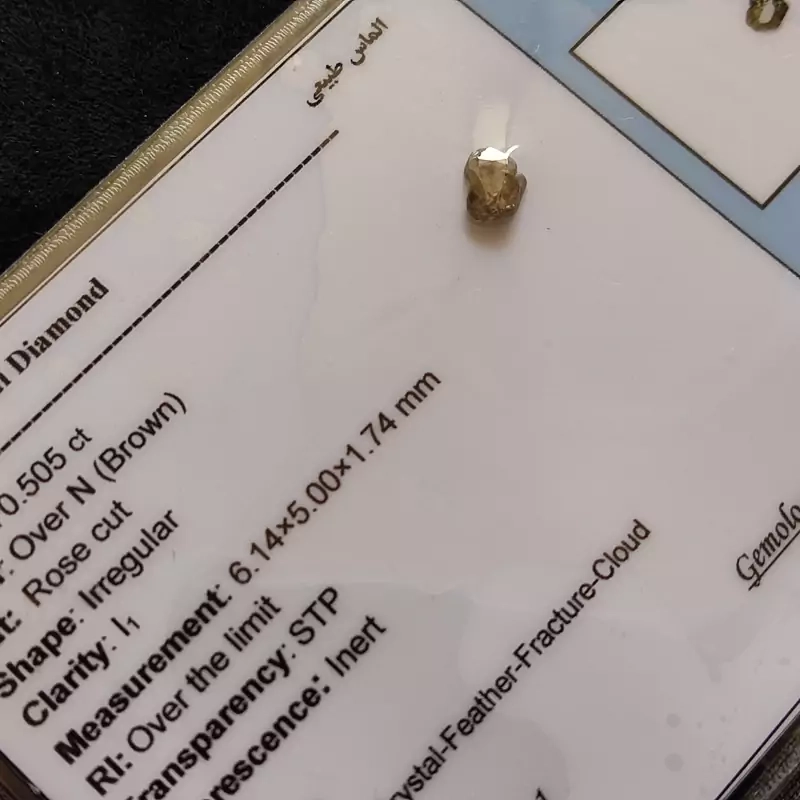 الماس طبیعی
Diamond
0.505 ct
Over N (Brown)
Rose cut
Shape: Irregular
Clarity: I₁
Measurement: 6.14×5.00×1.74 mm
RI: Over the limit
Transparency: STP
rescence: Inert
rystal-Feather-Fracture-Cloud
Gemolo